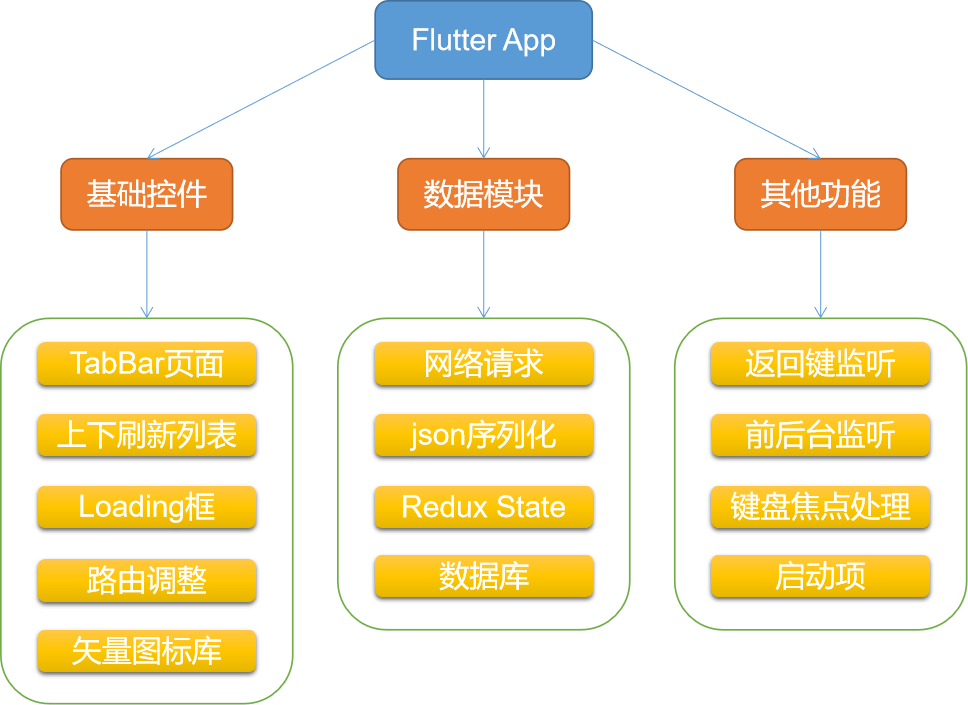 Flutter App
基础控件
数据模块
其他功能
TabBar页面
上下刷新列表
Loading框
路由调整
矢量图标库
网络请求
json序列化
Redux State
数据库
返回键监听
前后台监听
键盘焦点处理
启动项